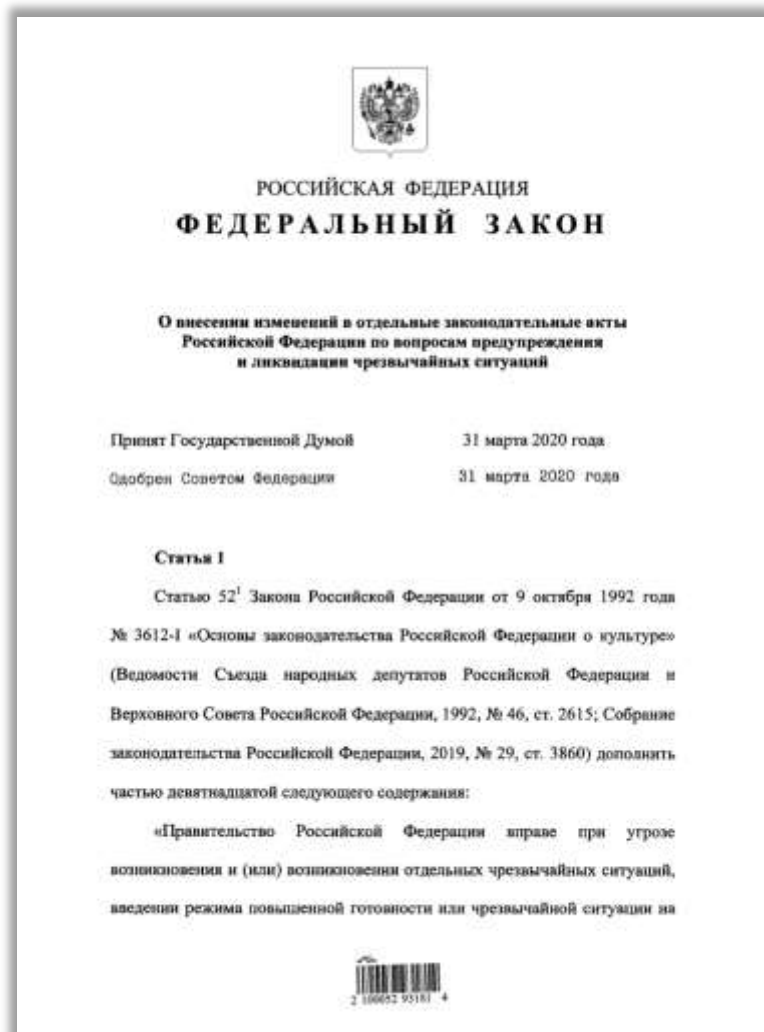 РОССИЙСКАЯ ФЕДЕРАЦИЯ
ФЕДЕРАЛЬНЫЙ ЗАКОН
О внесении изменений в отдельные законодательные акты
Российской Федерации по вопросам предупреждения
и ликвидации чрезвычайных ситуаций
Принят Государственной Думой 31 марта 2020 года
Одобрен Советом Федерации 31 марта 2020 года
Статья 1
Статью 52¹ Закона Российской Федерации от 9 октября 1992 года
№ 3612-I «Основы законодательства Российской Федерации о культуре»
(Ведомости Съезда народных депутатов Российской Федерации и
Верховного Совета Российской Федерации, 1992, № 46, ст. 2615; Собрание
законодательства Российской Федерации, 2019, № 29, ст. 3860) дополнить
частью девятнадцатой следующего содержания:
«Правительство Российской Федерации вправе при угрозе
возникновения и (или) возникновении отдельных чрезвычайных ситуаций,
введении режима повышенной готовности или чрезвычайной ситуации на